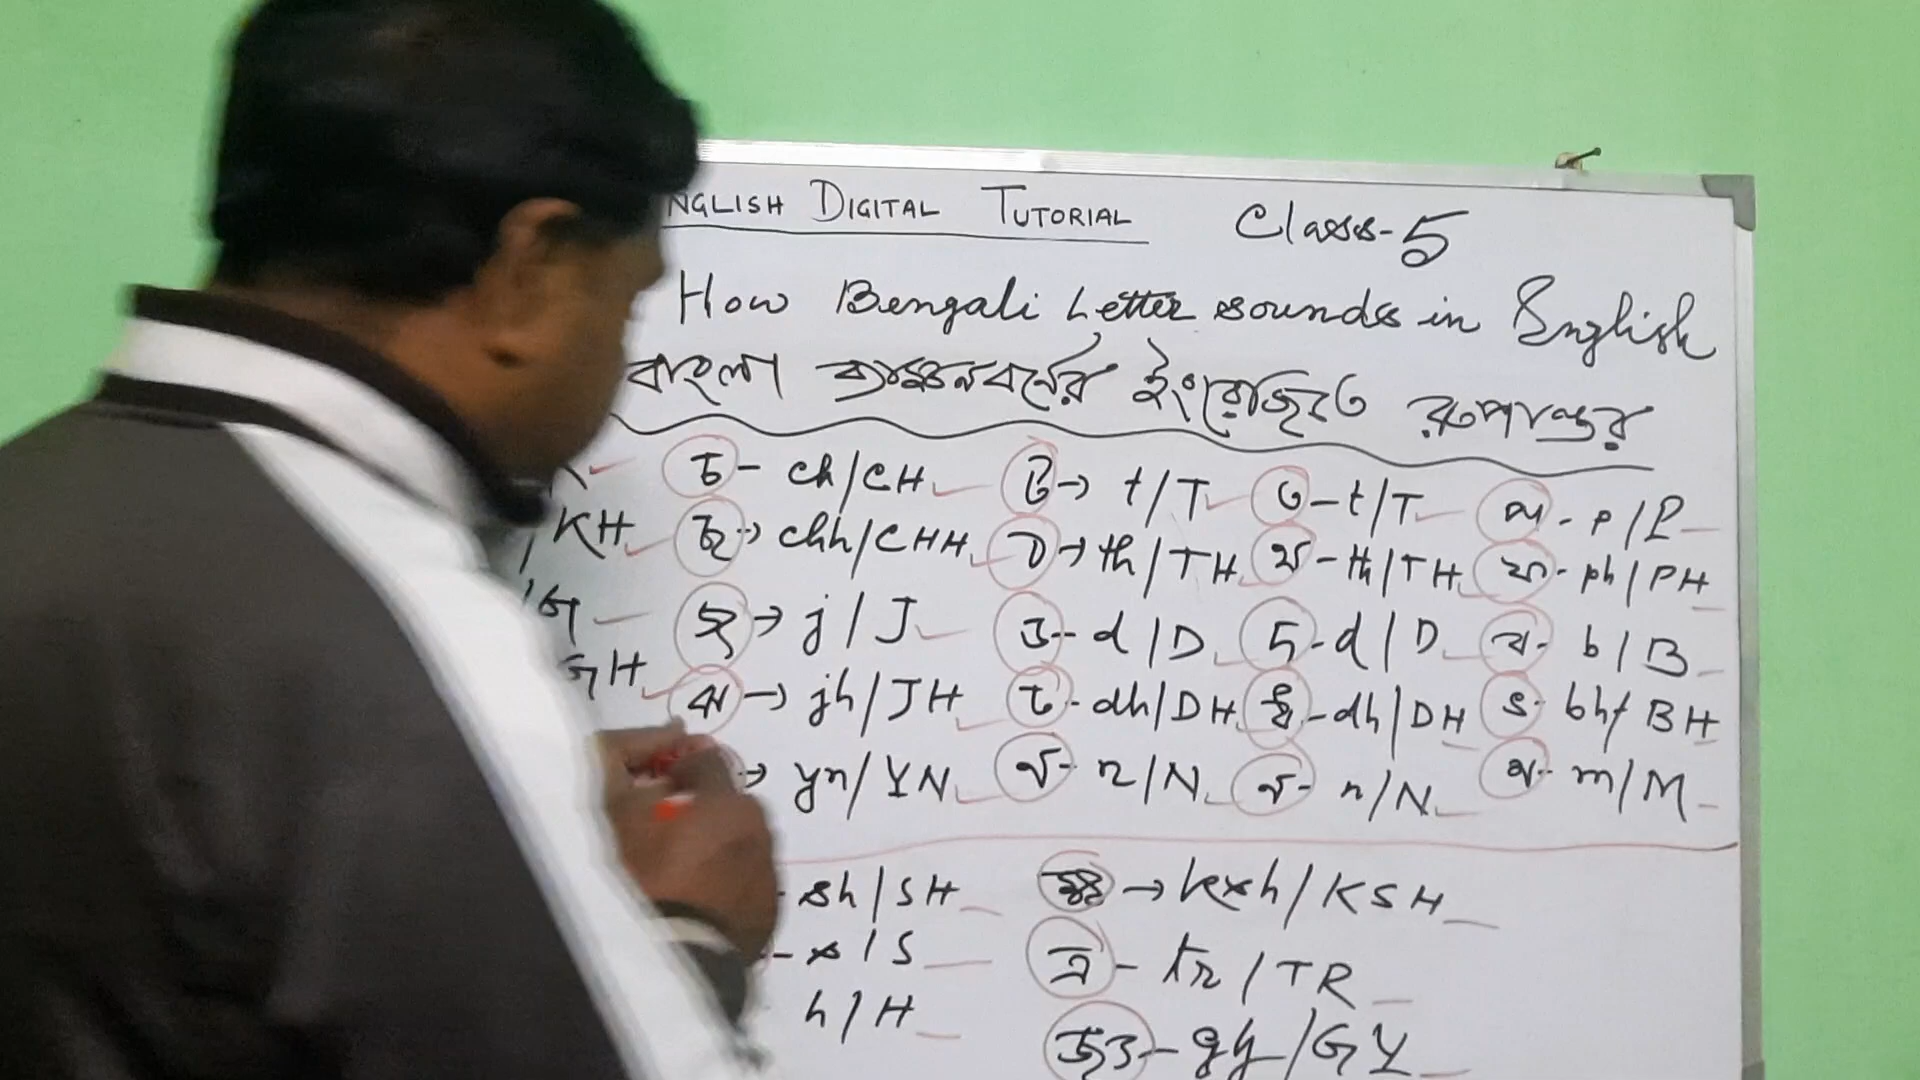 NGLISH DIGITAL TUTORIAL Class-5
How Bengali Letter sounds in English
বাংলা ব্যঞ্জনবর্ণের ইংরেজিতে রূপান্তর
চ - ch/CH ট → t/T ত - t/T প - p/P
KH ছ → chh/CHH ঠ → th/TH থ - th/TH ফ - ph/PH
G জ → j/J ড - d/D দ - d/D ব - b/B
GH ঝ → jh/JH ঢ - dh/DH ধ - dh/DH ভ - bh/BH
→ yn/YN ণ - n/N ন - n/N ম - m/M
- sh/SH ক্ষ → ksh/KSH
- s/S ত্র - tr/TR
h/H জ্ঞ - gy/GY